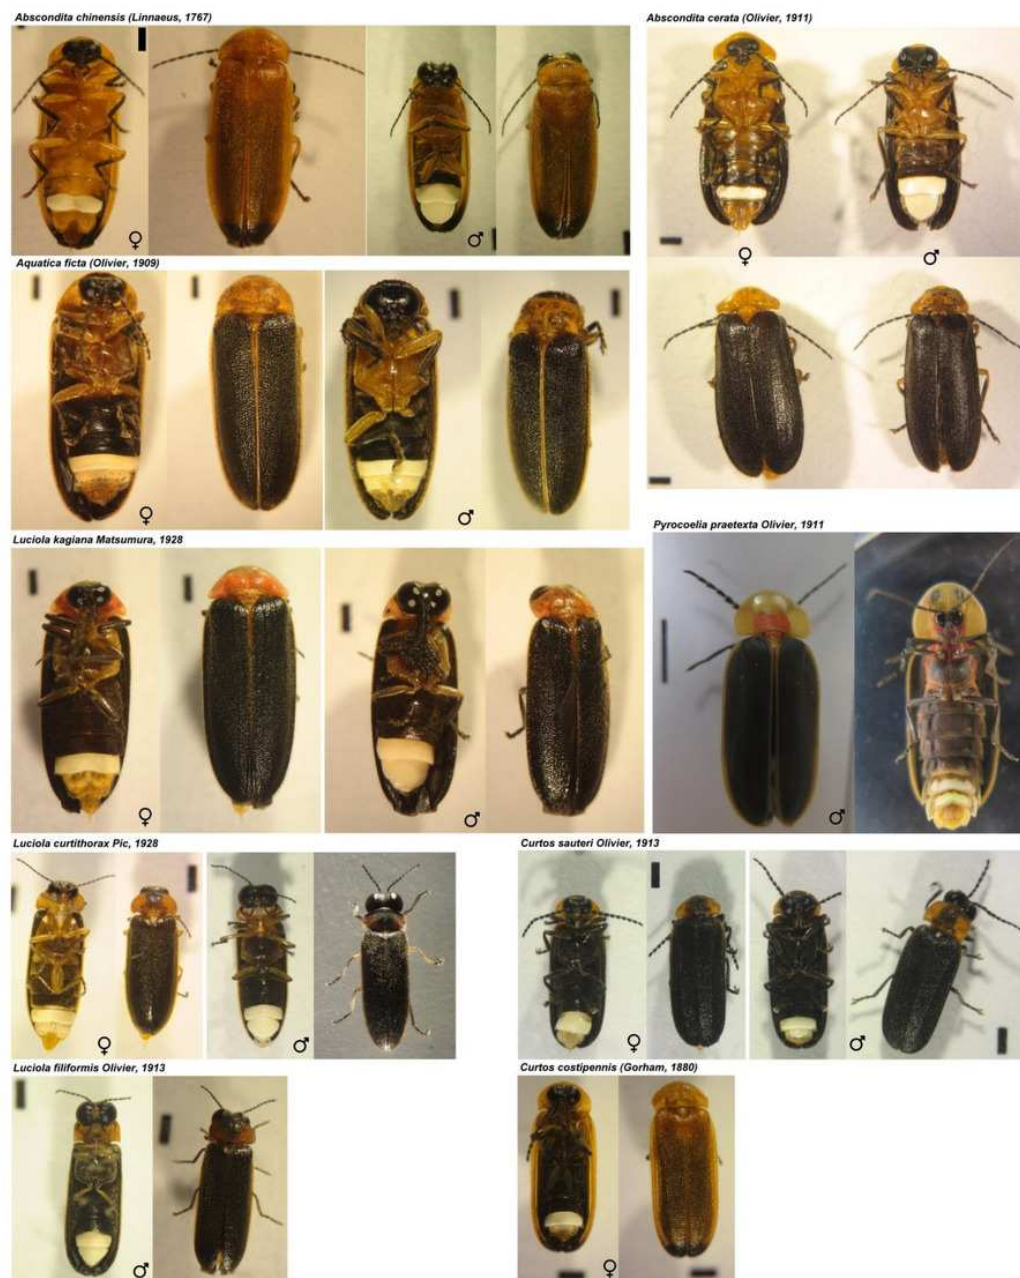 Abscondita chinensis (Linnaeus, 1767)
Abscondita cerata (Olivier, 1911)
♀
♂
♀
♂
Aquatica ficta (Olivier, 1909)
♀
♂
Luciola kagiana Matsumura, 1928
Pyrocoelia praetexta Olivier, 1911
♀
♂
♂
Luciola curtithorax Pic, 1928
Curtos sauteri Olivier, 1913
♀
♂
♀
♂
Luciola filiformis Olivier, 1913
Curtos costipennis (Gorham, 1880)
♂
♀